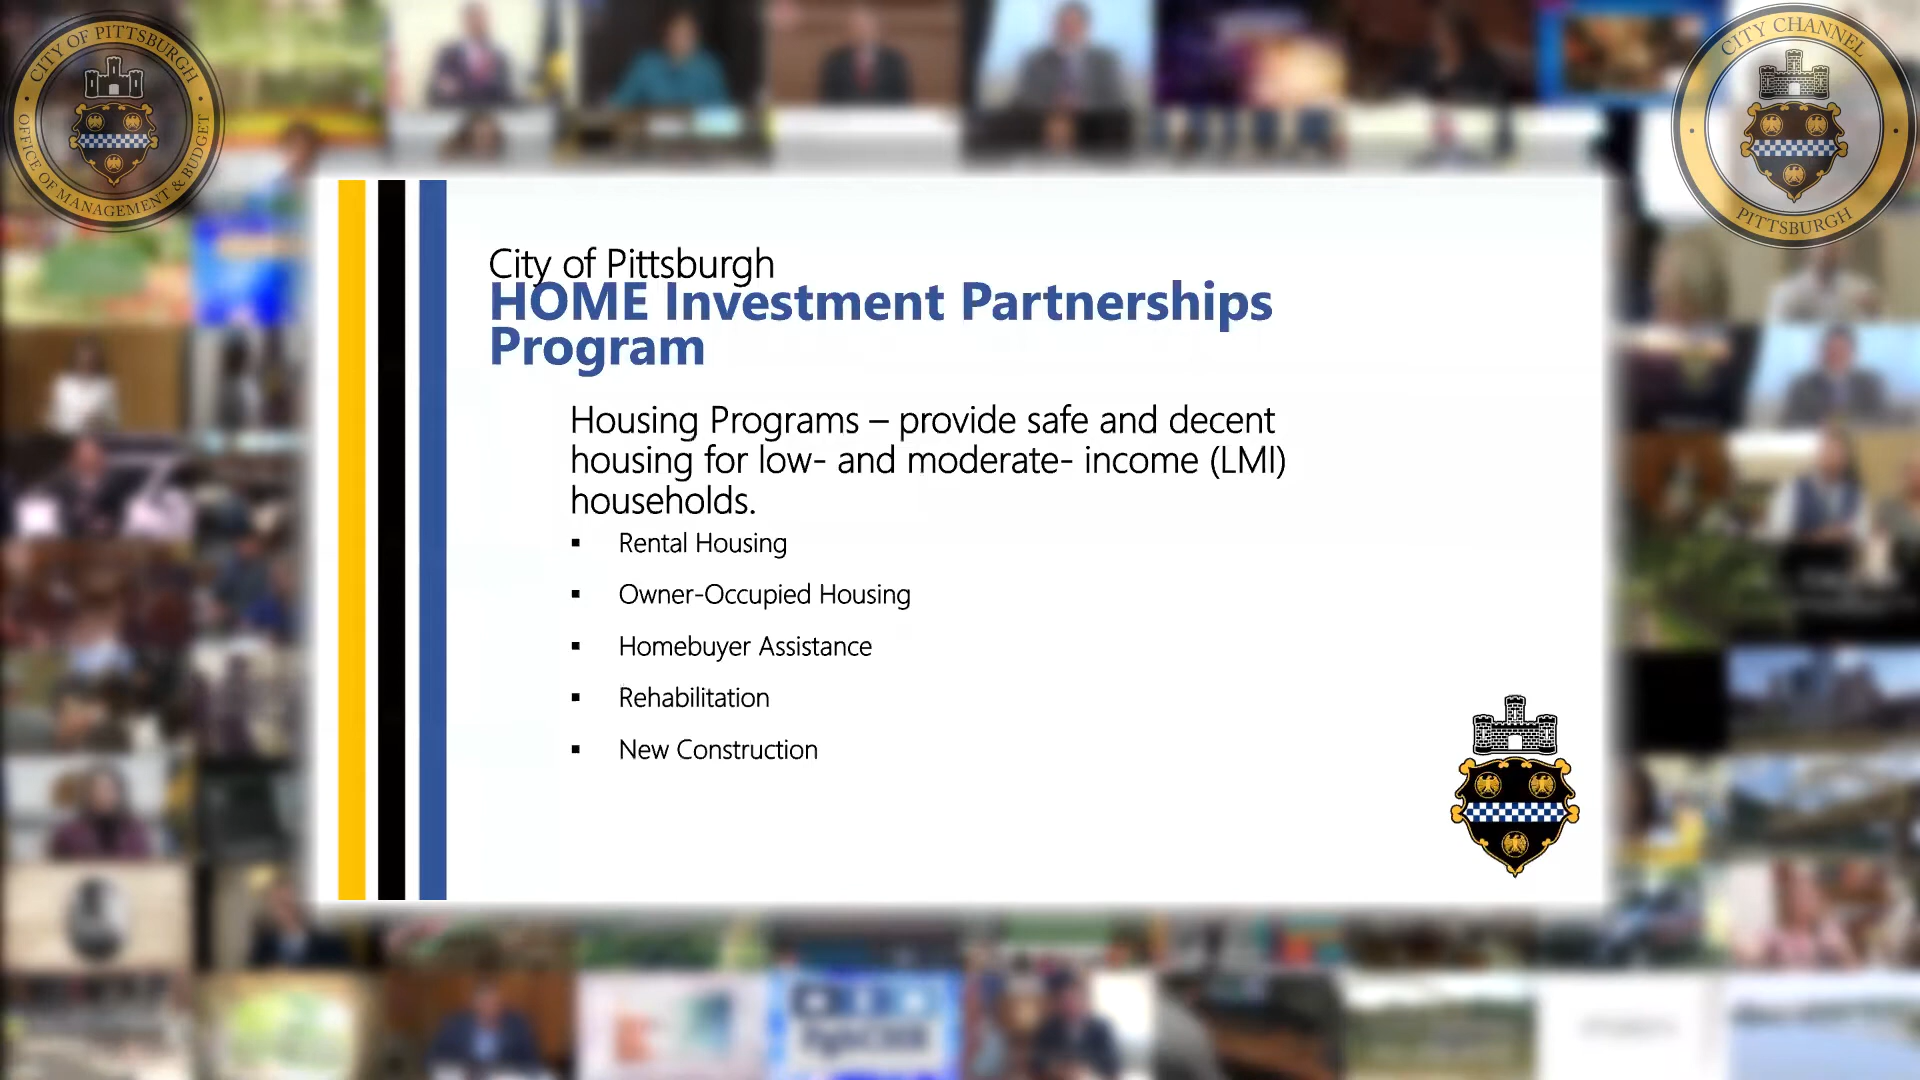 CITY OF PITTSBURGH
OFFICE OF MANAGEMENT & BUDGET
CITY CHANNEL
PITTSBURGH
City of Pittsburgh
HOME Investment Partnerships
Program
Housing Programs – provide safe and decent
housing for low- and moderate- income (LMI)
households.
▪ Rental Housing
▪ Owner-Occupied Housing
▪ Homebuyer Assistance
▪ Rehabilitation
▪ New Construction